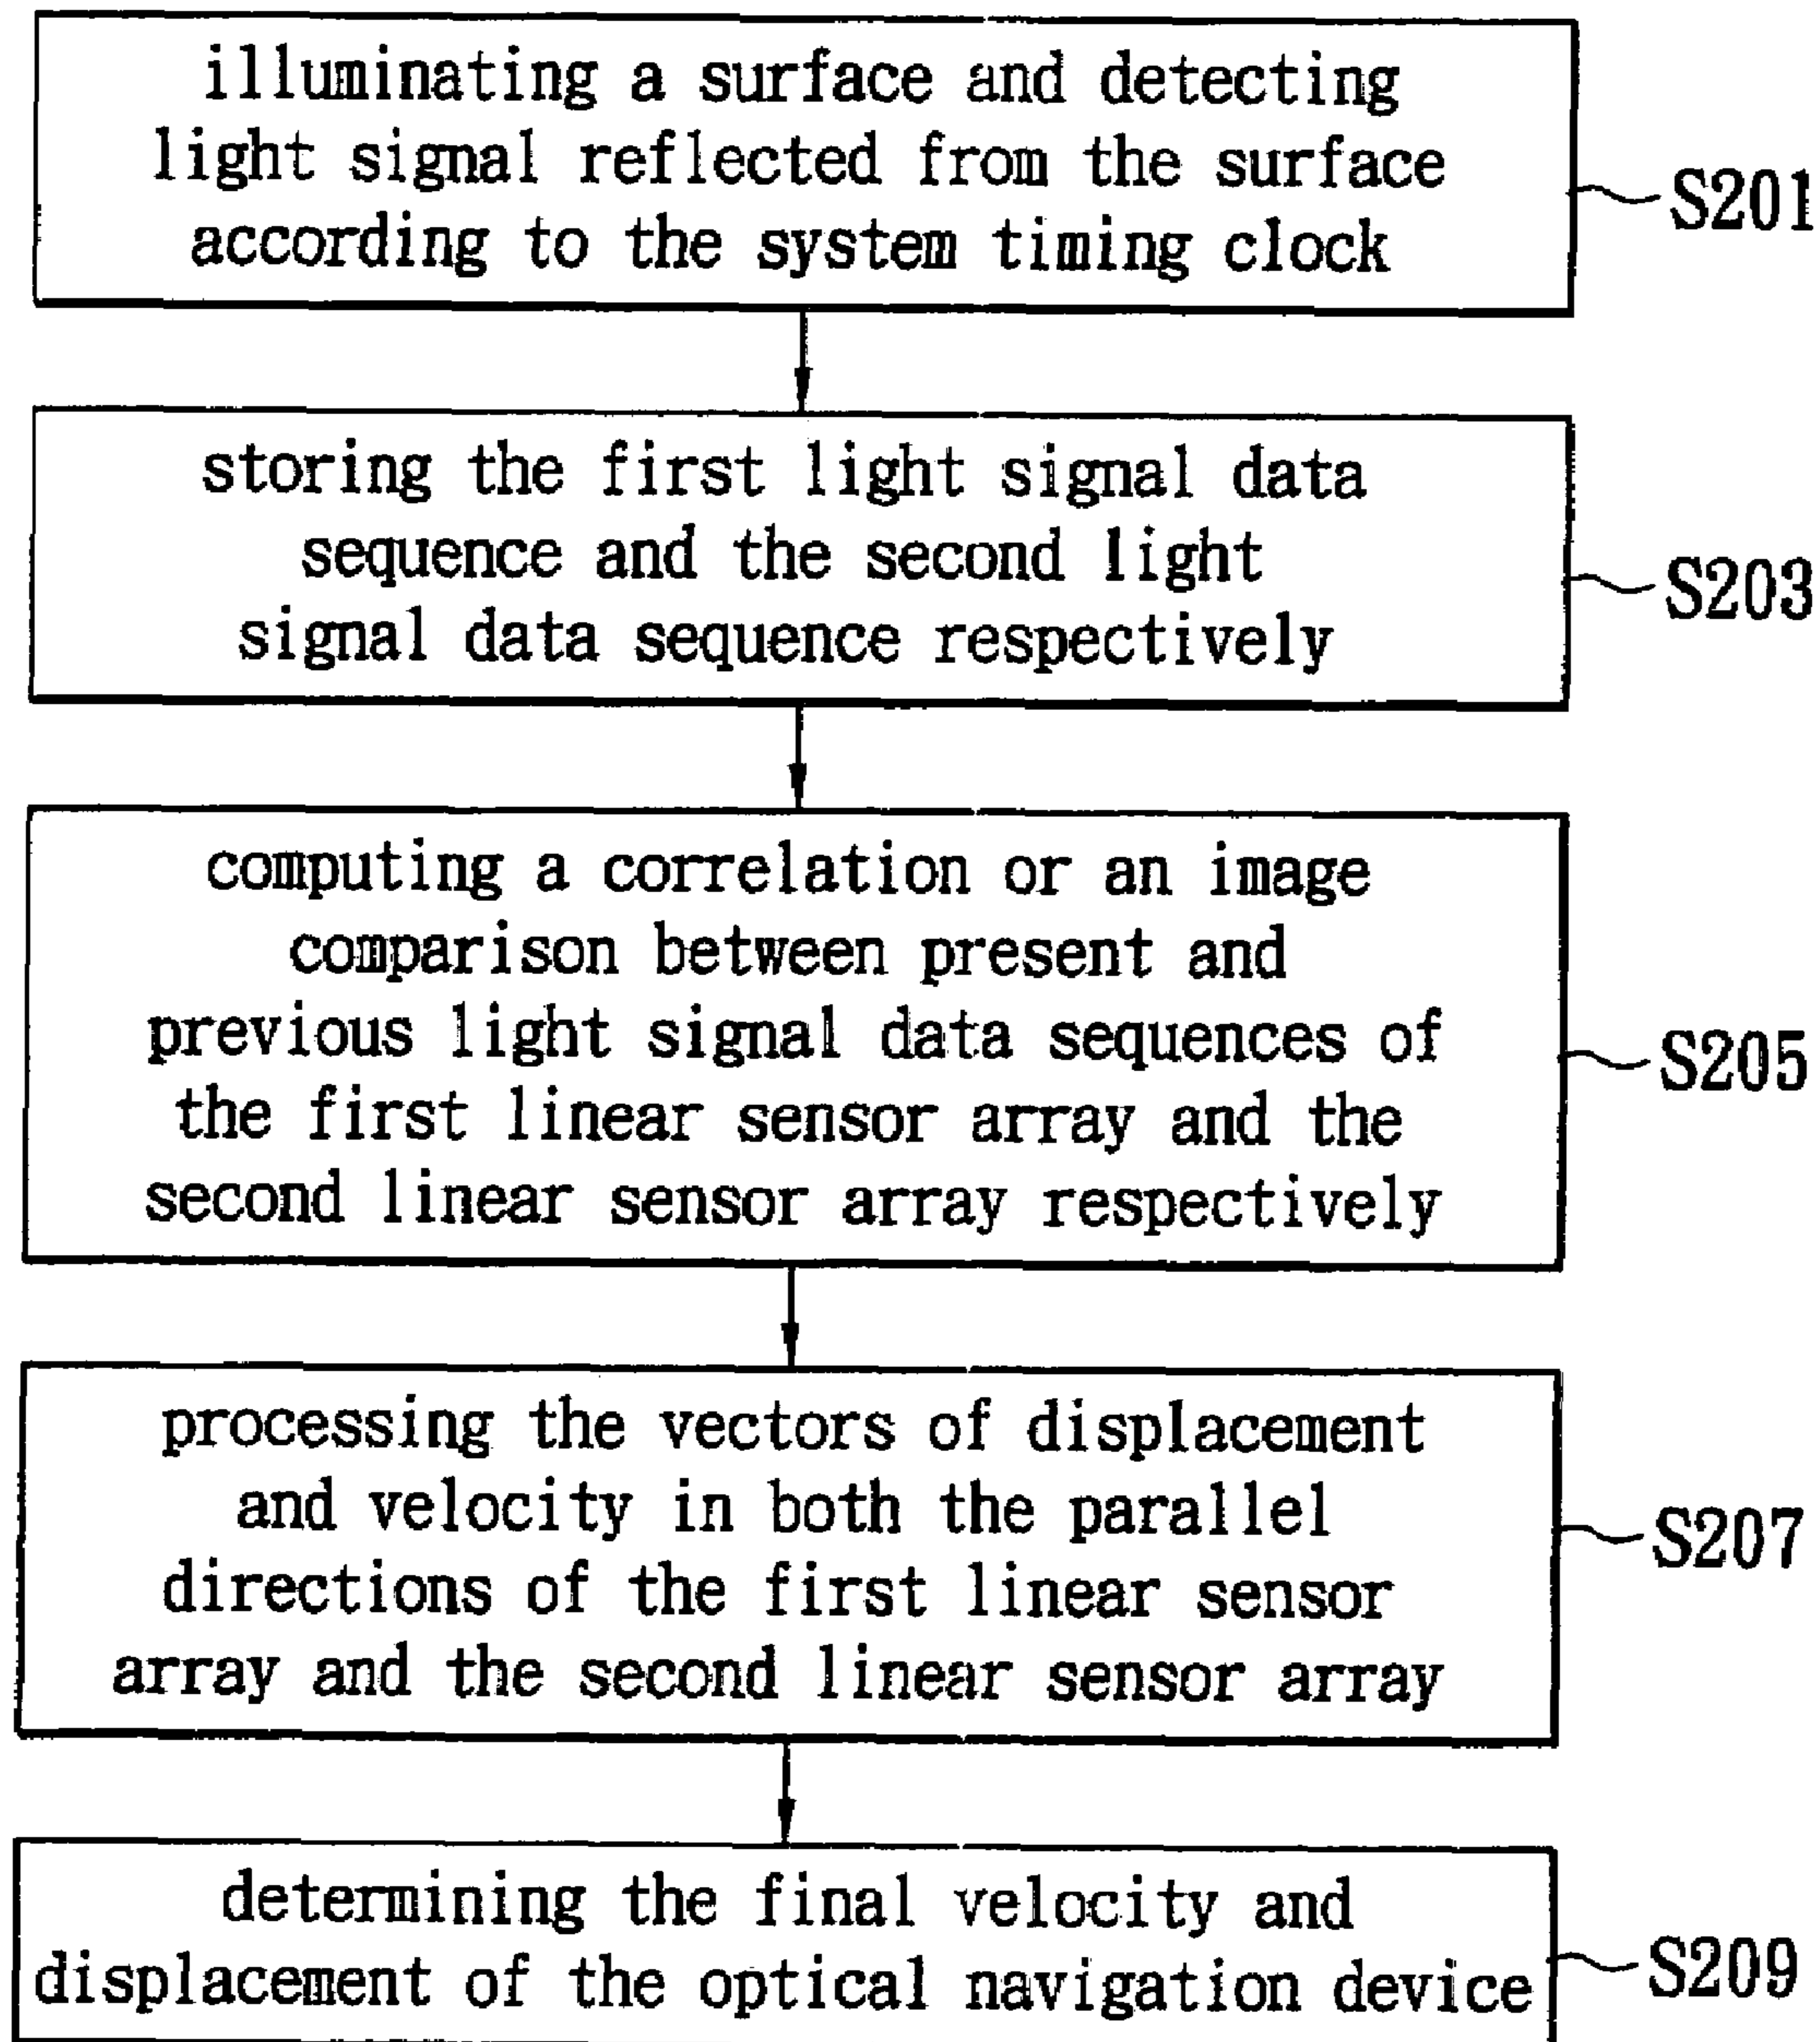 illuminating a surface and detecting
light signal reflected from the surface
according to the system timing clock
S201
storing the first light signal data
sequence and the second light
signal data sequence respectively
S203
computing a correlation or an image
comparison between present and
previous light signal data sequences of
the first linear sensor array and the
second linear sensor array respectively
S205
processing the vectors of displacement
and velocity in both the parallel
directions of the first linear sensor
array and the second linear sensor array
S207
determining the final velocity and
displacement of the optical navigation device
S209